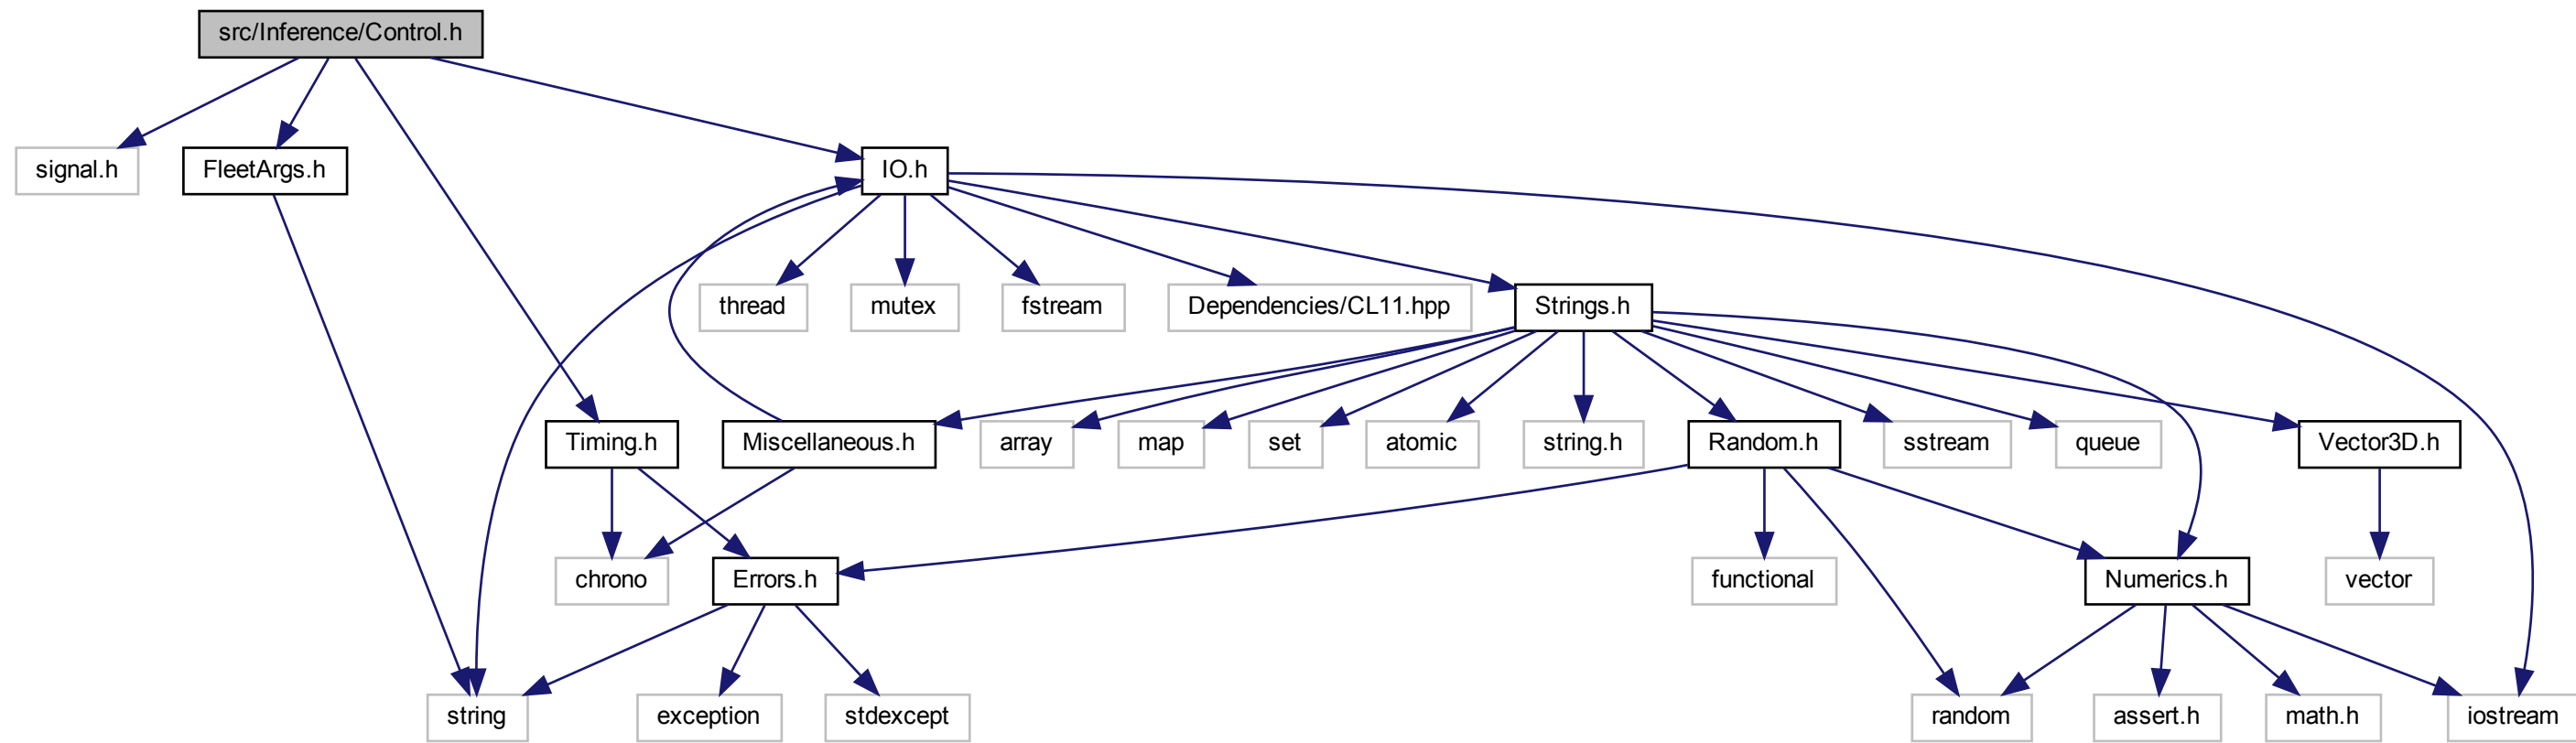 src/Inference/Control.h
signal.h
FleetArgs.h
IO.h
thread
mutex
fstream
Dependencies/CL11.hpp
Strings.h
Timing.h
Miscellaneous.h
array
map
set
atomic
string.h
Random.h
sstream
queue
Vector3D.h
chrono
Errors.h
functional
Numerics.h
vector
string
exception
stdexcept
random
assert.h
math.h
iostream